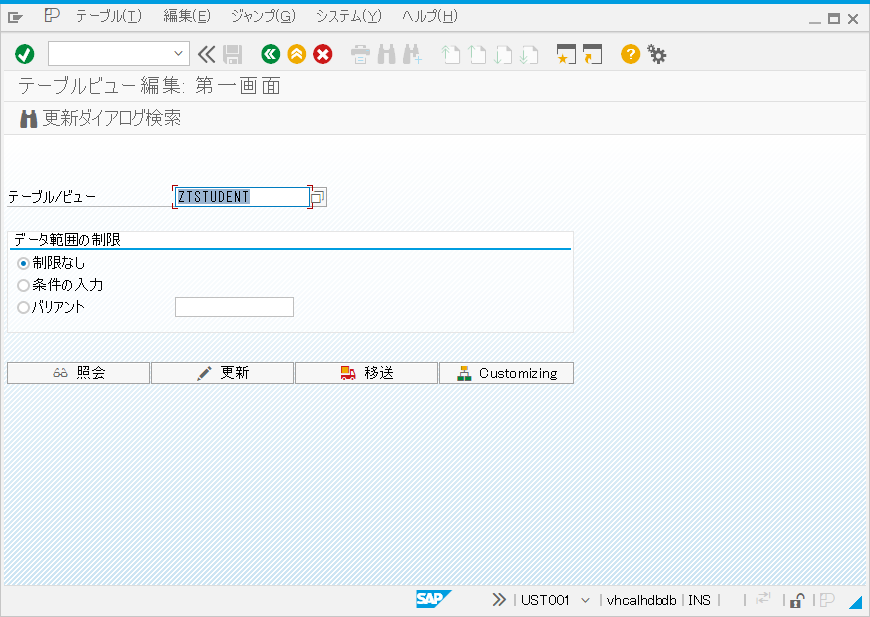 テーブル(T) 編集(E) ジャンプ(G) システム(Y) ヘルプ(H)
テーブルビュー編集: 第一画面
更新ダイアログ検索
テーブル/ビュー ZTSTUDENT
データ範囲の制限
制限なし
条件の入力
バリアント
照会 更新 移送 Customizing
SAP UST001 vhcalhdbdb INS